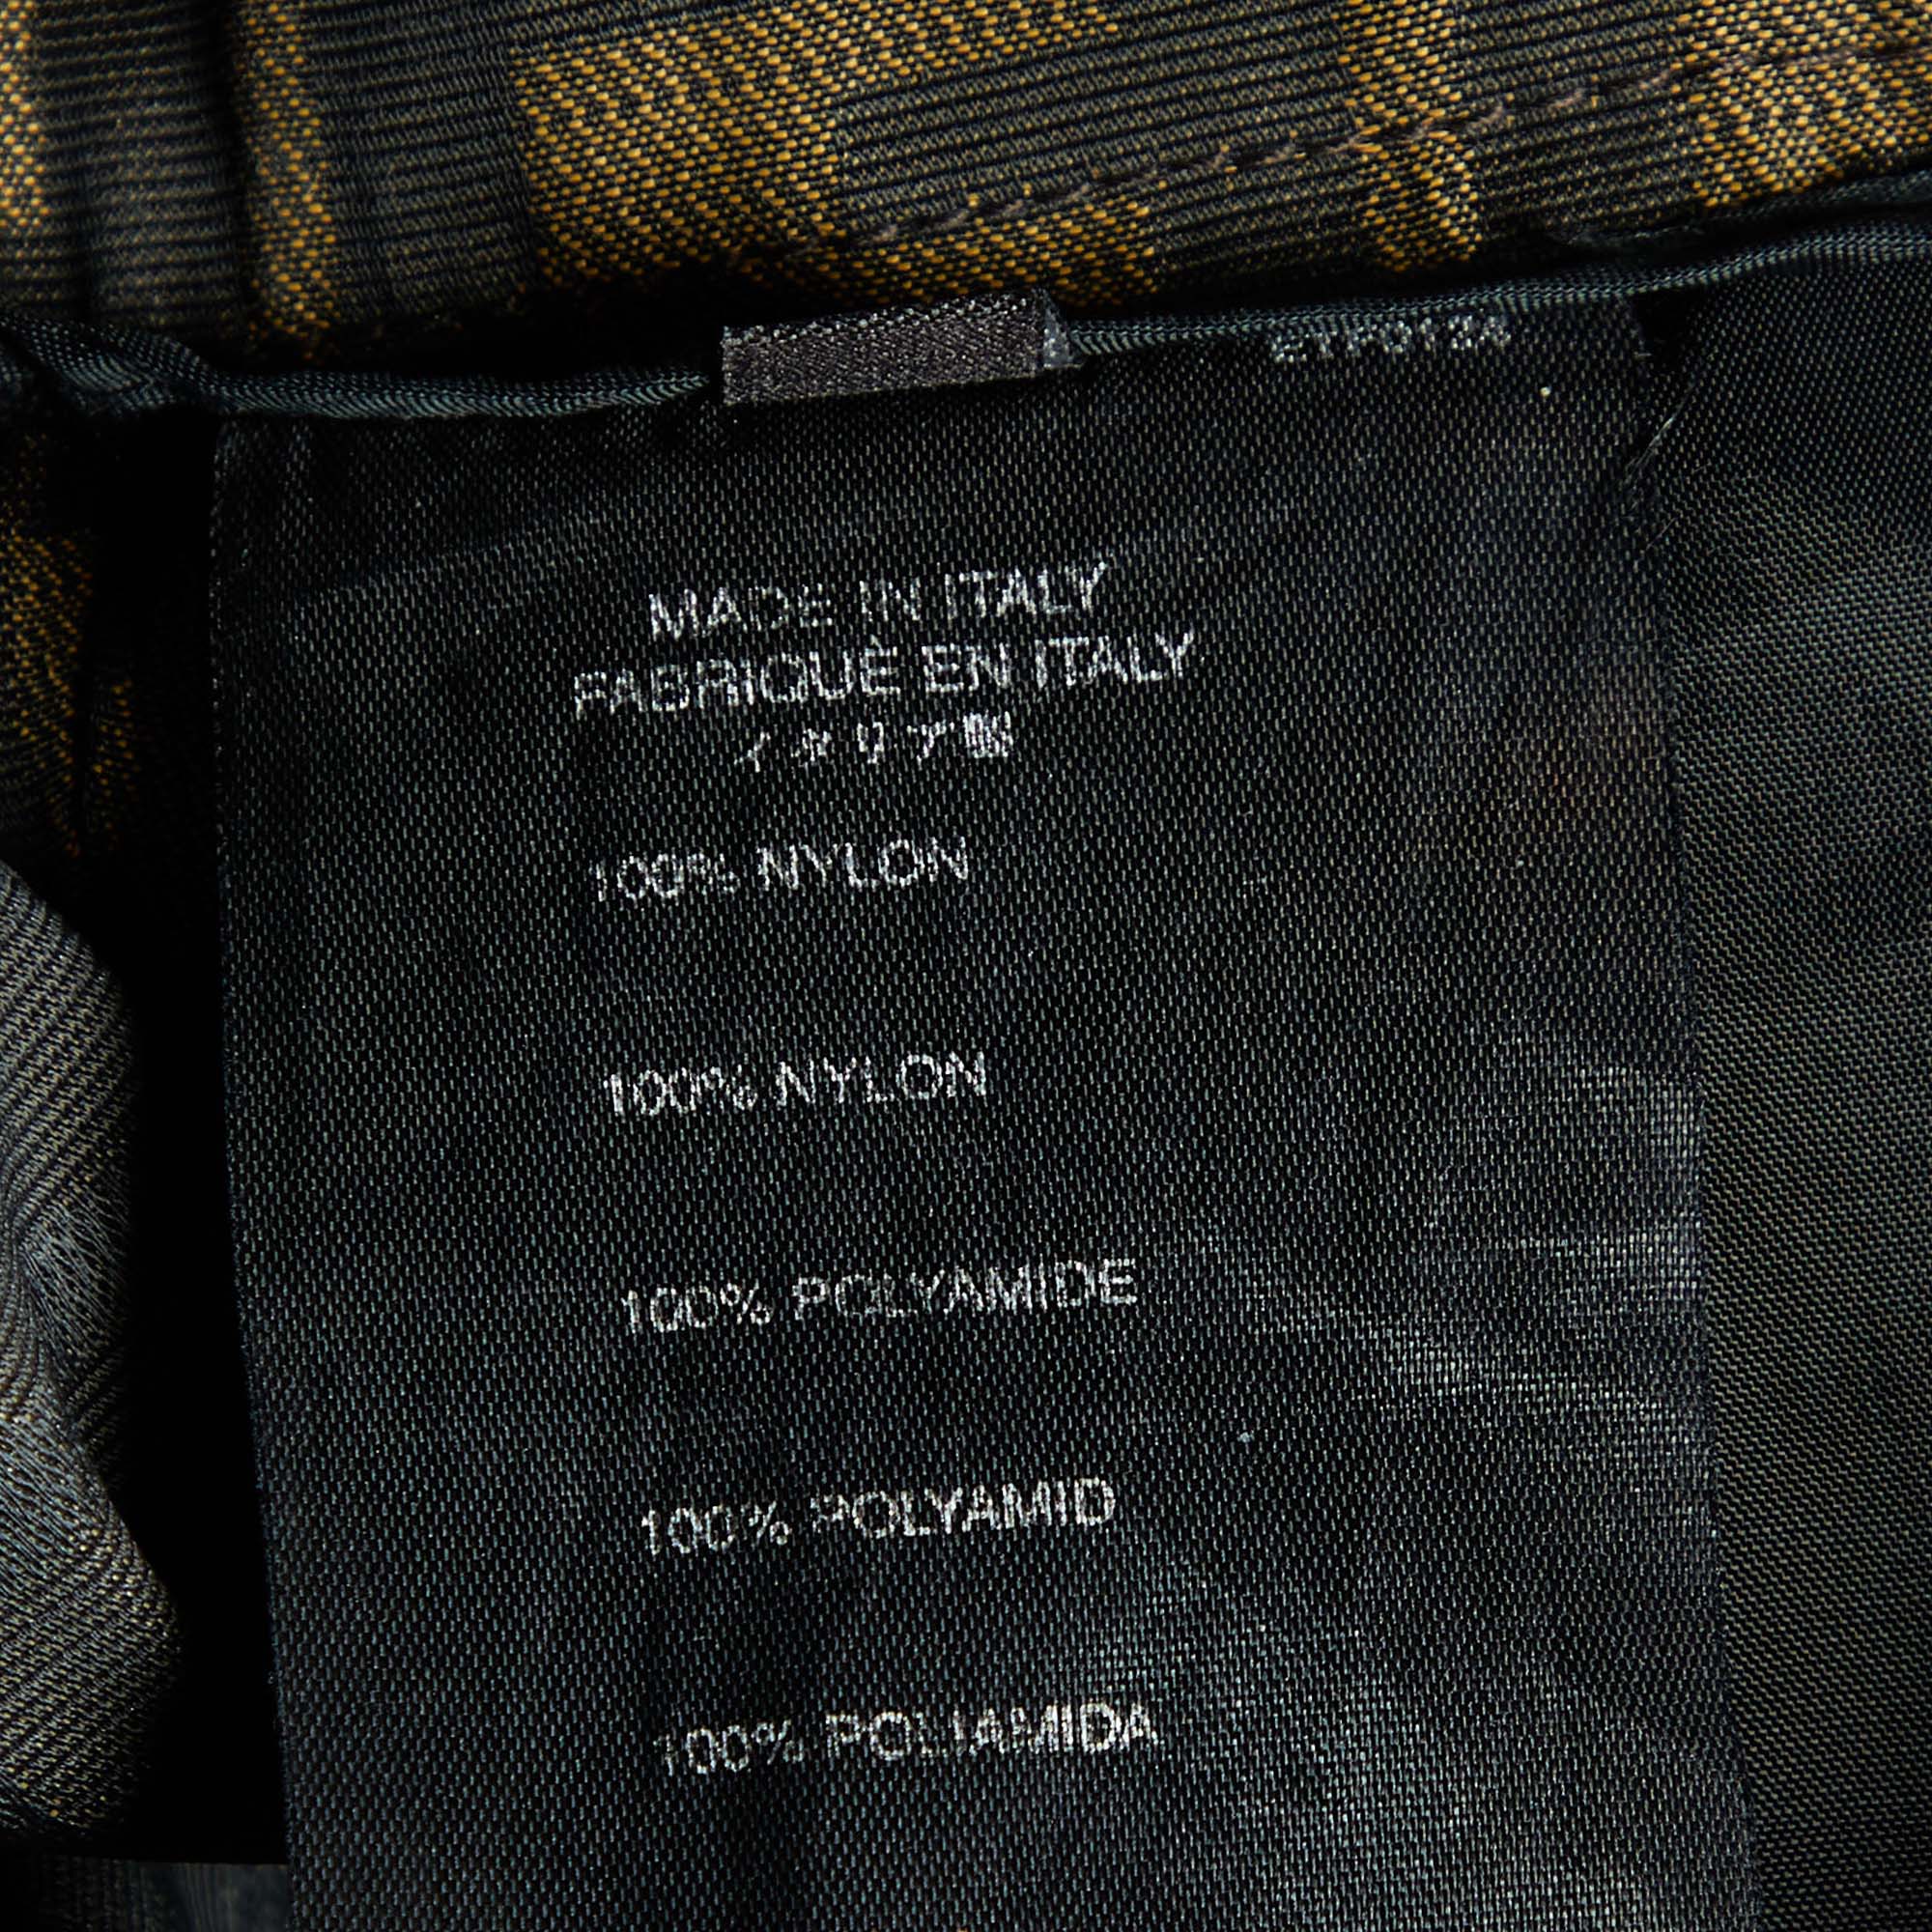 MADE IN ITALY
FABRIQUÈ EN ITALY
イタリア製
100% NYLON
100% NYLON
100% POLYAMIDE
100% POLYAMID
100% POLIAMIDA